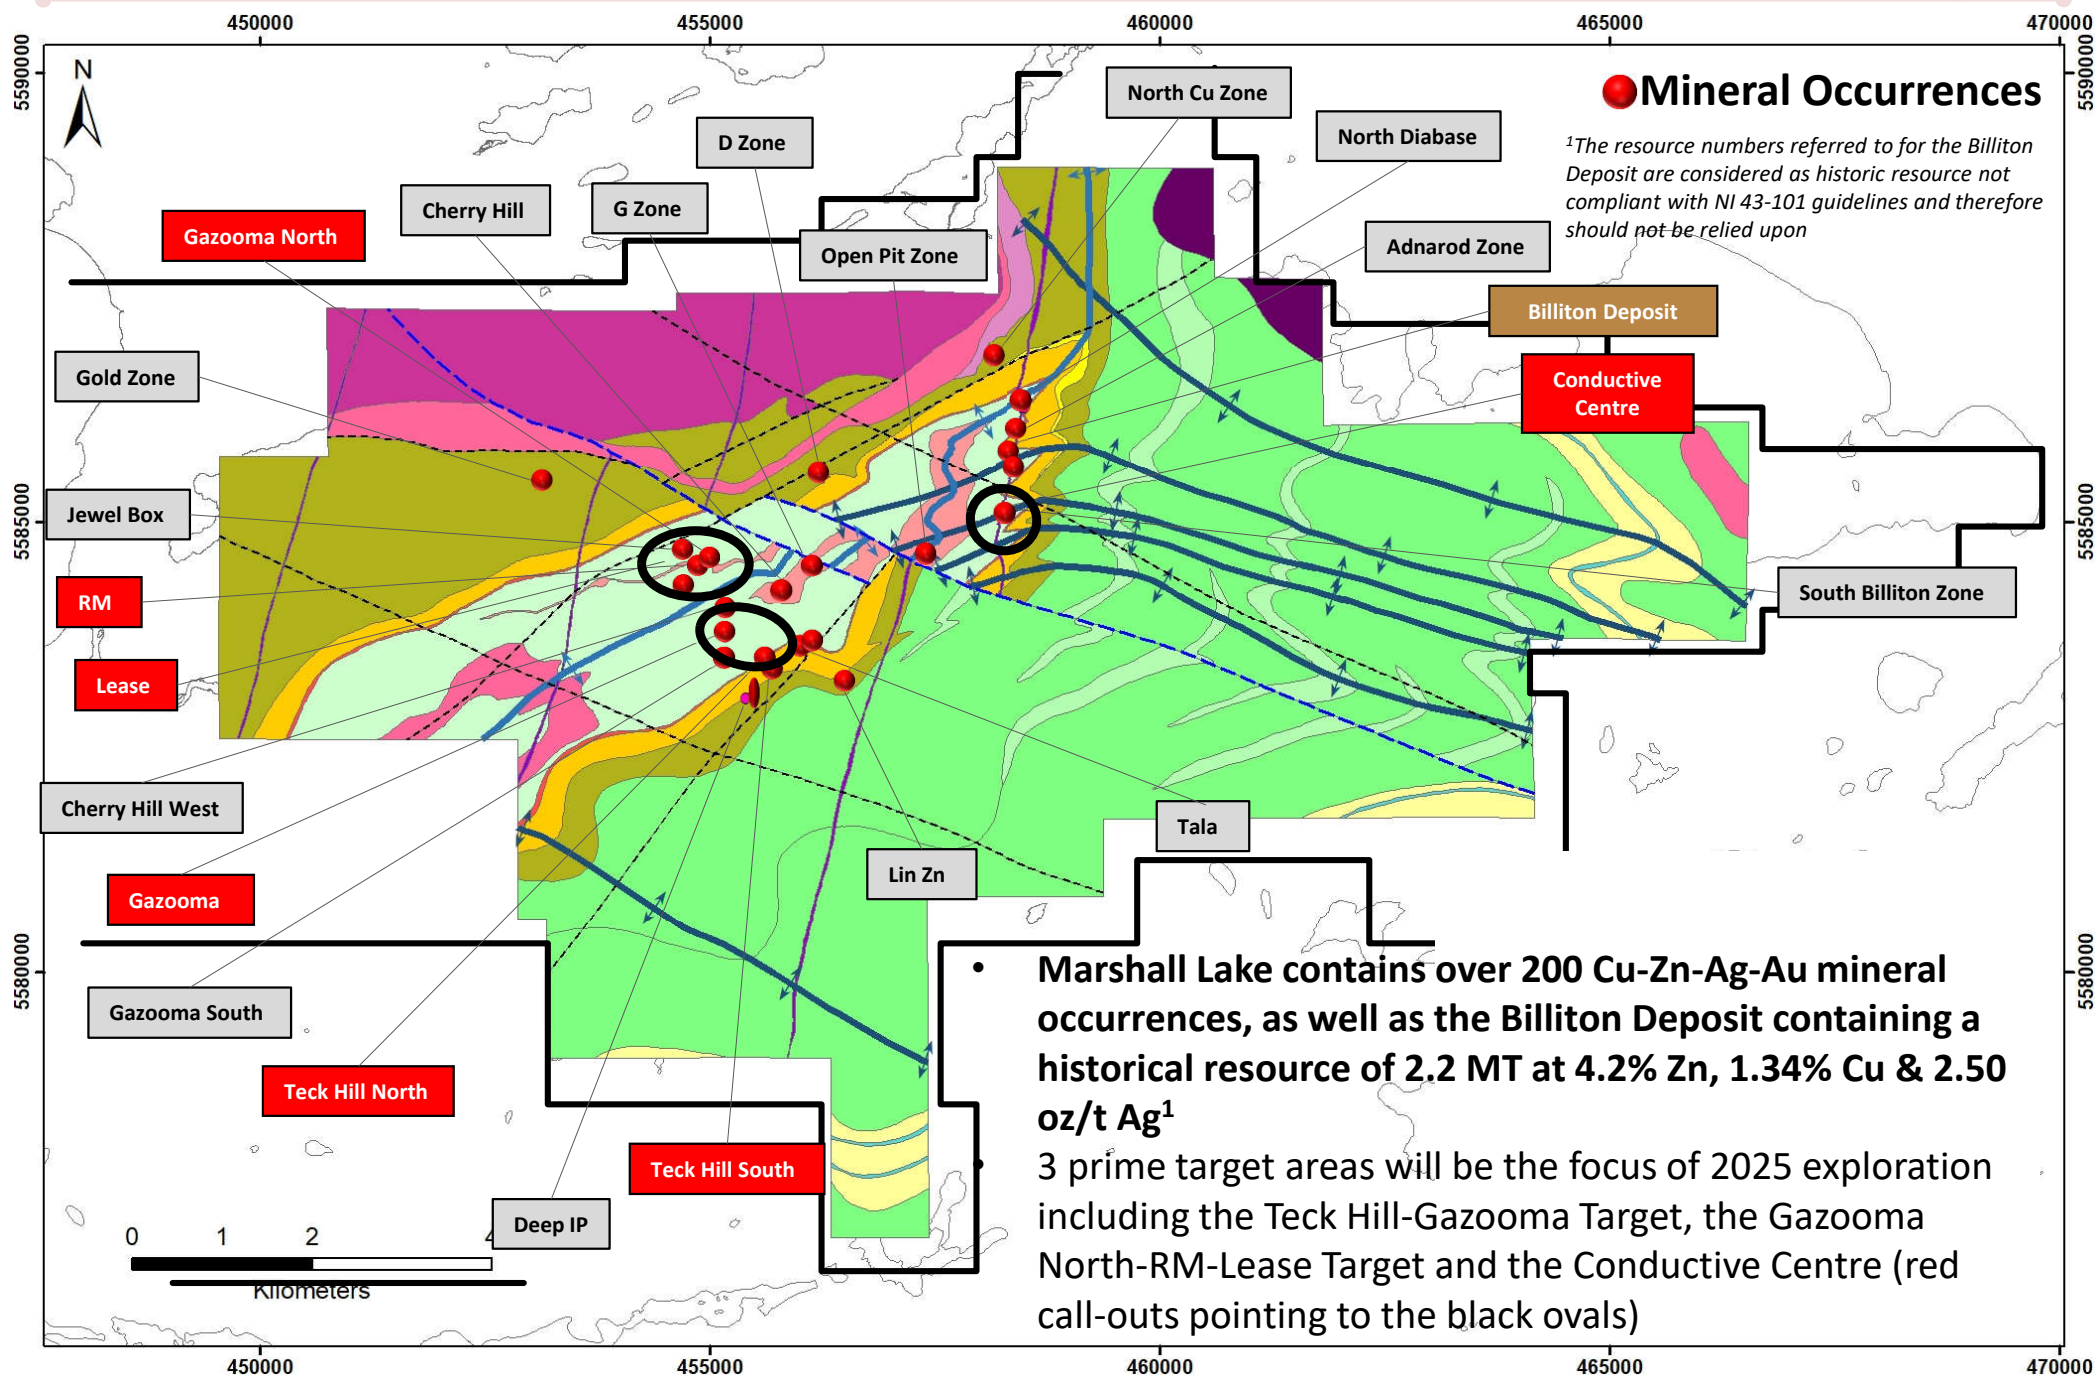 450000
455000
460000
465000
470000
5590000
5590000
N
North Cu Zone
Mineral Occurrences
D Zone
North Diabase
¹The resource numbers referred to for the Billiton
Deposit are considered as historic resource not
compliant with NI 43-101 guidelines and therefore
should not be relied upon
Cherry Hill
G Zone
Gazooma North
Open Pit Zone
Adnarod Zone
Billiton Deposit
Gold Zone
Conductive
Centre
5585000
5585000
Jewel Box
RM
South Billiton Zone
Lease
Cherry Hill West
Tala
Lin Zn
Gazooma
5580000
5580000
Gazooma South
• Marshall Lake contains over 200 Cu-Zn-Ag-Au mineral
occurrences, as well as the Billiton Deposit containing a
historical resource of 2.2 MT at 4.2% Zn, 1.34% Cu & 2.50
oz/t Ag¹
Teck Hill North
Teck Hill South
• 3 prime target areas will be the focus of 2025 exploration
including the Teck Hill-Gazooma Target, the Gazooma
North-RM-Lease Target and the Conductive Centre (red
call-outs pointing to the black ovals)
Deep IP
0 1 2 4
Kilometers
450000
455000
460000
465000
470000